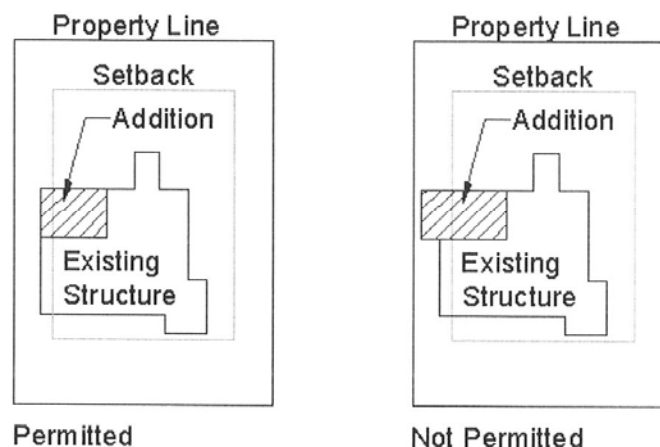 Property Line
Setback
Addition
Existing
Structure
Permitted
Property Line
Setback
Addition
Existing
Structure
Not Permitted